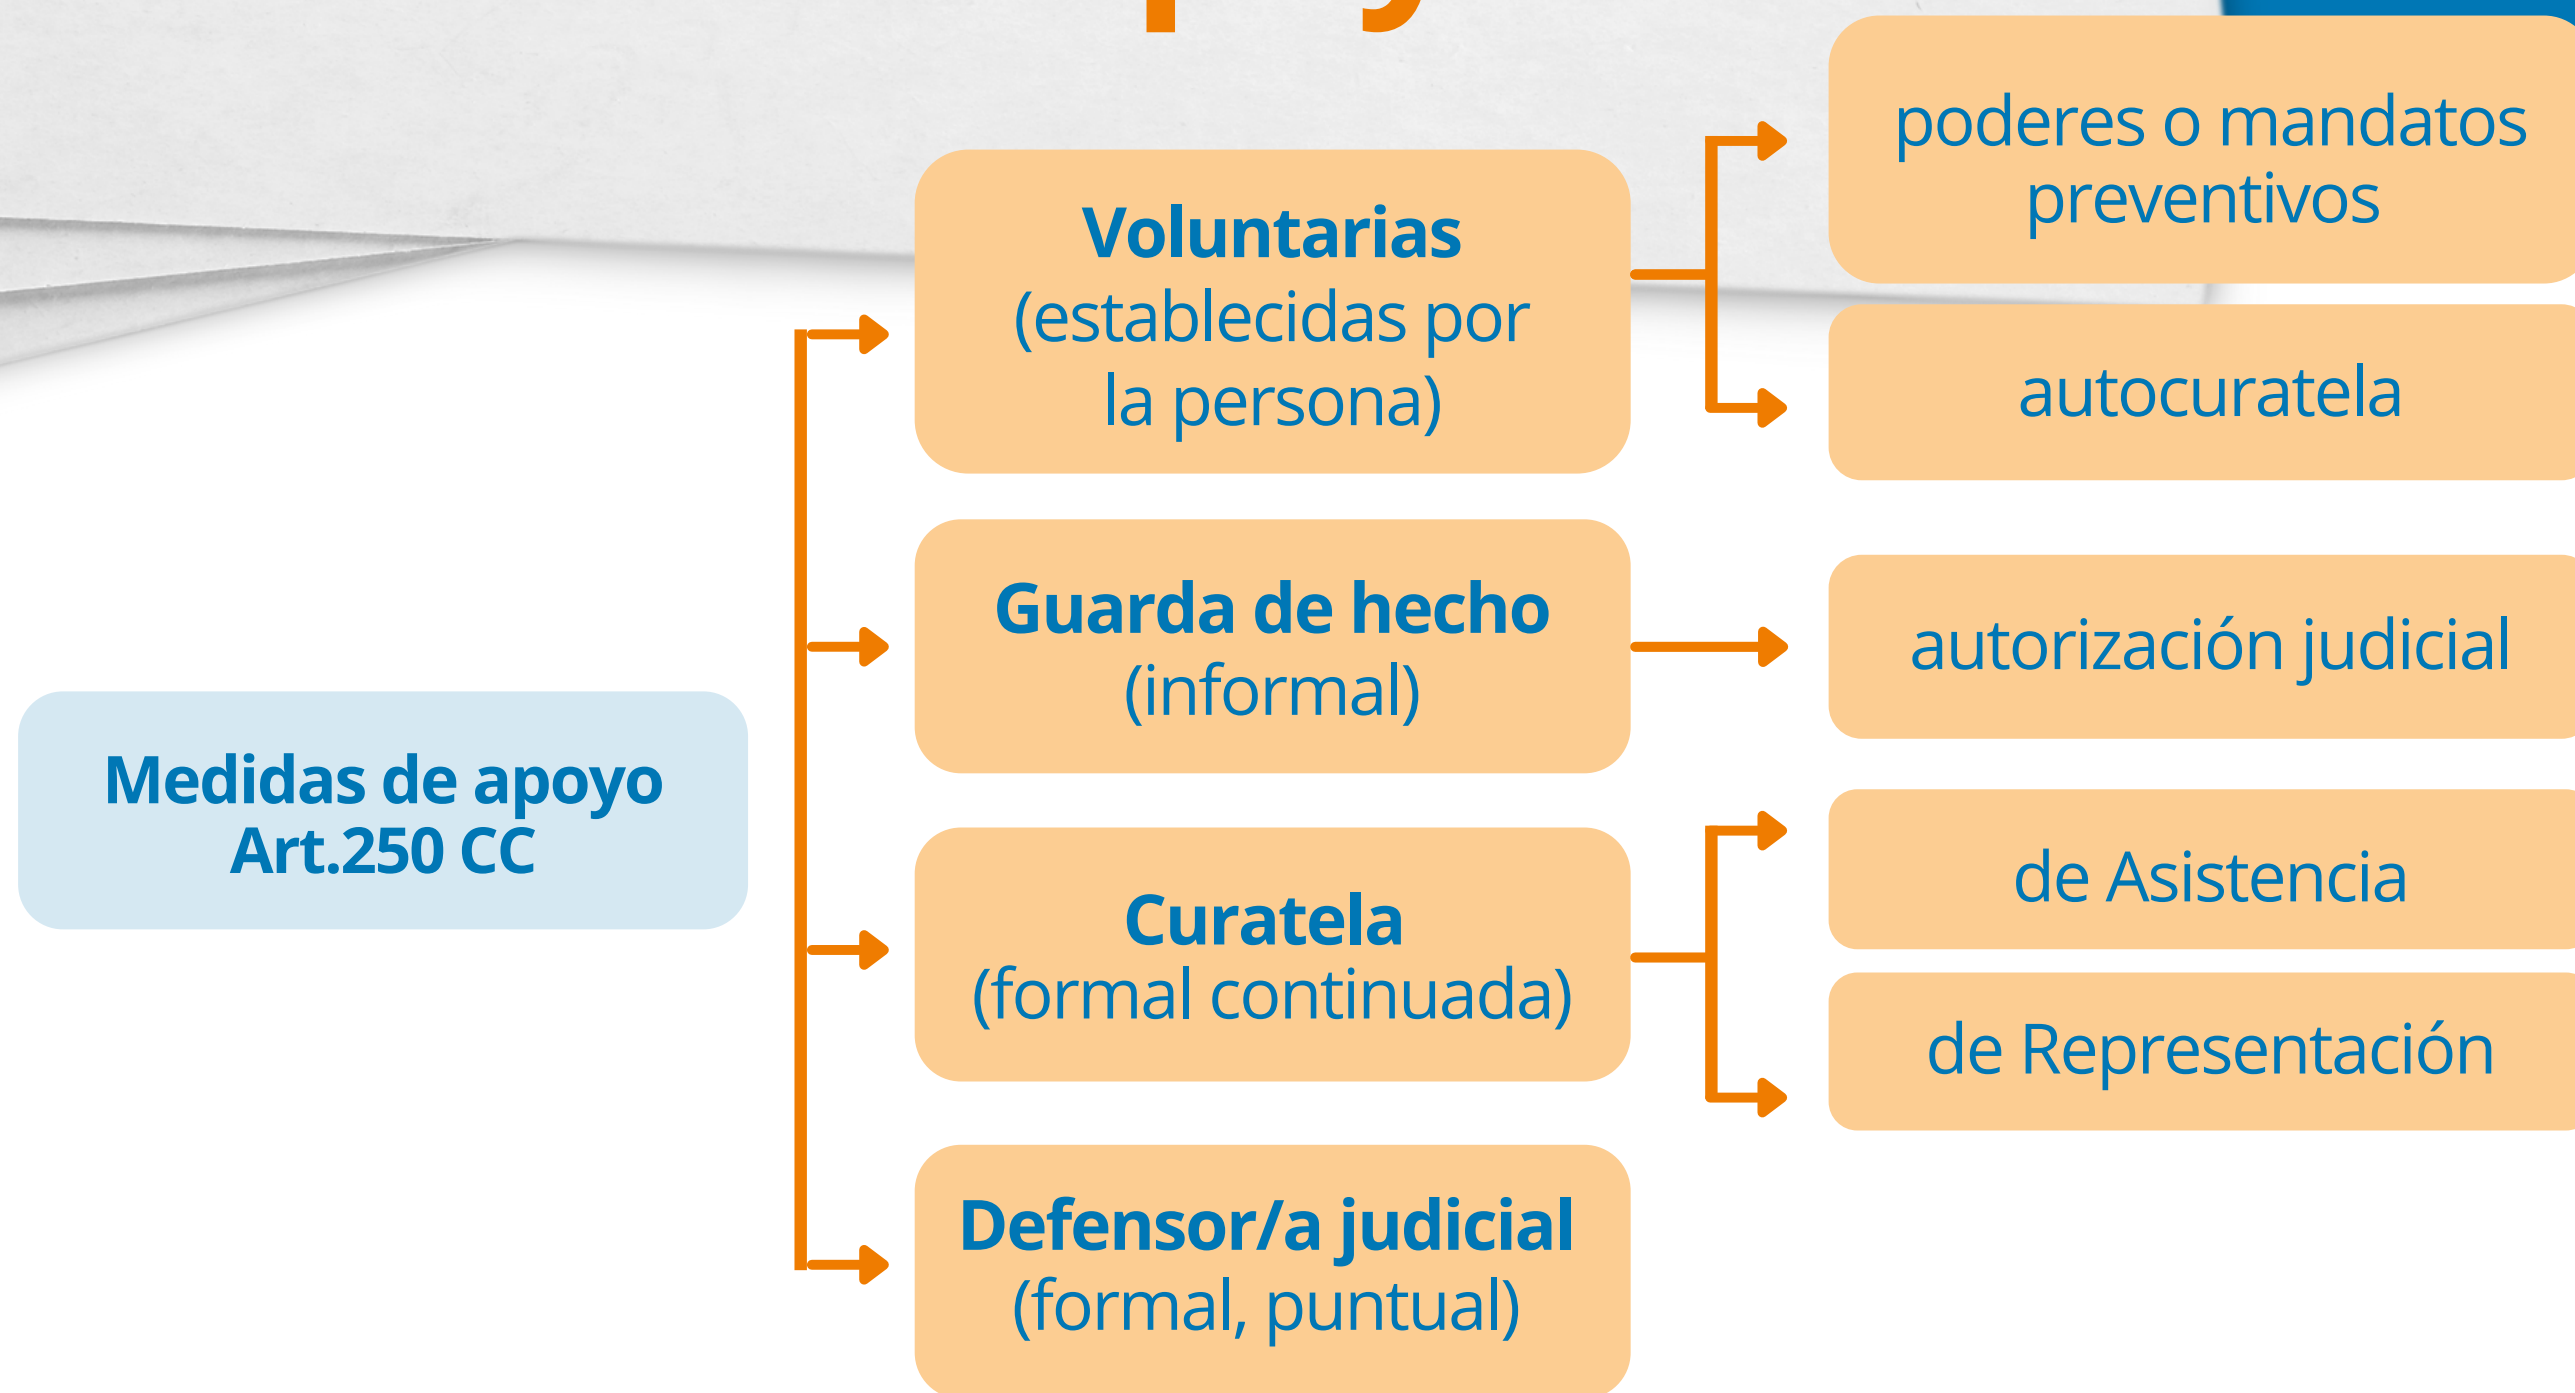 Medidas de apoyo
Art.250 CC
Voluntarias
(establecidas por
la persona)
poderes o mandatos
preventivos
autocuratela
Guarda de hecho
(informal)
autorización judicial
Curatela
(formal continuada)
de Asistencia
de Representación
Defensor/a judicial
(formal, puntual)